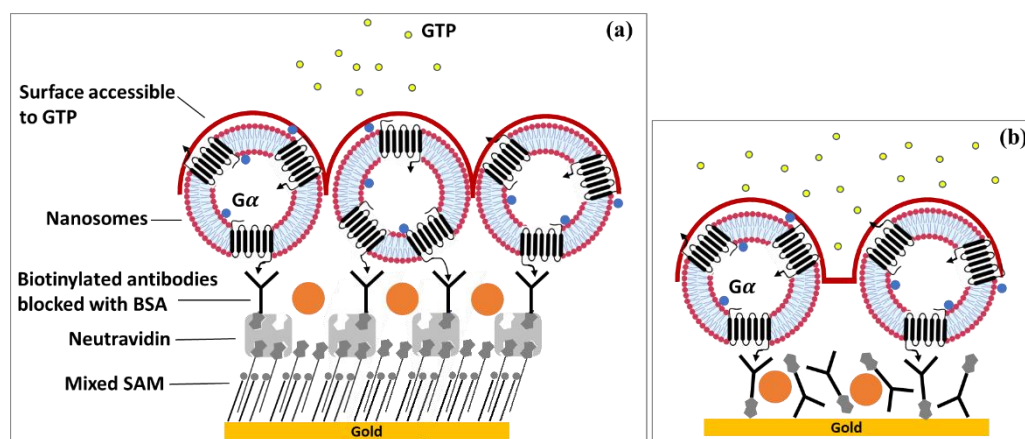 (a)
GTP
Surface accessible
to GTP
Gα
Nanosomes
Biotinylated antibodies
blocked with BSA
Neutravidin
Mixed SAM
Gold
(b)
Gα
Gold